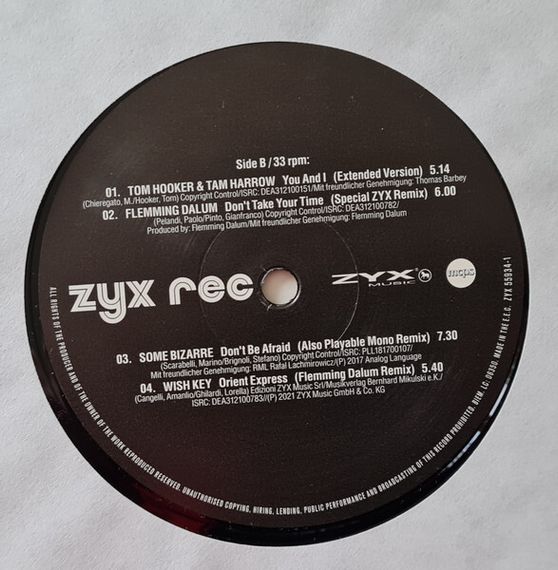 Side B / 33 rpm:
01. TOM HOOKER & TAM HARROW You And I (Extended Version) 5.14
(Chieregato, M./Hooker, Tom) Copyright Control/ISRC: DEA312100151/Mit freundlicher Genehmigung: Thomas Barbey
02. FLEMMING DALUM Don't Take Your Time (Special ZYX Remix) 6.00
(Pelandi, Paolo/Pinto, Gianfranco) Copyright Control/ISRC: DEA312100782/
Produced by: Flemming Dalum/Mit freundlicher Genehmigung: Flemming Dalum
zyx rec
ZYX
MUSIC
mcps
03. SOME BIZARRE Don't Be Afraid (Also Playable Mono Remix) 7.30
(Scarabelli, Marino/Brignoli, Stefano) Copyright Control/ISRC: PLL181700107/
Mit freundlicher Genehmigung: RML Rafal Lachmirowicz/(P) 2017 Analog Language
04. WISH KEY Orient Express (Flemming Dalum Remix) 5.40
(Cangelli, Amanlio/Ghilardi, Lorella) Edizioni ZYX Music Srl/Musikverlag Bernhard Mikulski e.K./
ISRC: DEA312100783//(P) 2021 ZYX Music GmbH & Co. KG
ALL RIGHTS OF THE PRODUCER AND OF THE OWNER OF THE WORK REPRODUCED RESERVED. UNAUTHORISED COPYING, HIRING, LENDING, PUBLIC PERFORMANCE AND BROADCASTING OF THIS RECORD PROHIBITED. BIEM. LC: 06350. MADE IN THE E.E.C. ZYX 55934-1